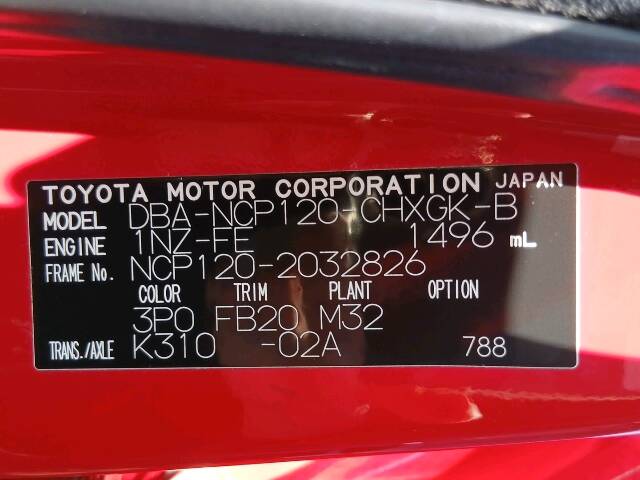 TOYOTA MOTOR CORPORATION JAPAN
MODEL DBA-NCP120-CHXGK-B
ENGINE 1NZ-FE 1496 mL
FRAME No. NCP120-2032826
COLOR TRIM PLANT OPTION
3P0 FB20 M32
TRANS./AXLE K310 -02A 788